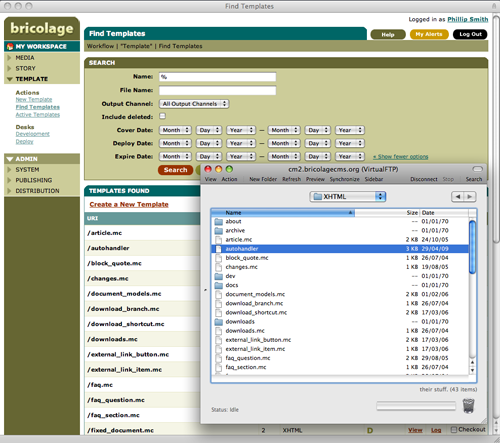 Find Templates
bricolage
Logged in as Phillip Smith
Find Templates
Help
My Alerts
Log Out
Workflow | "Template" | Find Templates
MY WORKSPACE
MEDIA
STORY
TEMPLATE
Actions
New Template
Find Templates
Active Templates
Desks
Development
Deploy
ADMIN
SYSTEM
PUBLISHING
DISTRIBUTION
SEARCH
Name: %
File Name:
Output Channel: All Output Channels
Include deleted:
Cover Date: Month Day Year — Month Day Year
Deploy Date: Month Day Year — Month Day Year
Expire Date: Month Day Year — Month Day Year
« Show fewer options
Search
TEMPLATES FOUND
Create a New Template
URI
/article.mc
/autohandler
/block_quote.mc
/changes.mc
/document_models.mc
/download_branch.mc
/download_shortcut.mc
/downloads.mc
/external_link_button.mc
/external_link_item.mc
/faq.mc
/faq_question.mc
/faq_section.mc
/fixed_document.mc 2 XHTML D View Log Checkout
cm2.bricolagecms.org (VirtualFTP)
View Action New Folder Refresh Preview Synchronize Sidebar Disconnect Stop Search
XHTML
Name Size Date
about -- 01/01/70
archive -- 01/01/70
article.mc 2 KB 24/10/05
autohandler 3 KB 29/04/09
block_quote.mc 1 KB 26/07/04
changes.mc 1 KB 19/08/05
dev -- 01/01/70
docs -- 01/01/70
document_models.mc 2 KB 01/02/06
download_branch.mc 1 KB 26/07/04
download_shortcut.mc 2 KB 17/03/06
downloads -- 01/01/70
downloads.mc 1 KB 26/07/04
external_link_button.mc 2 KB 17/03/06
external_link_item.mc 2 KB 17/03/06
faq_question.mc 2 KB 29/08/05
faq_section.mc 1 KB 26/07/04
their stuff. (43 items)
Status: Idle